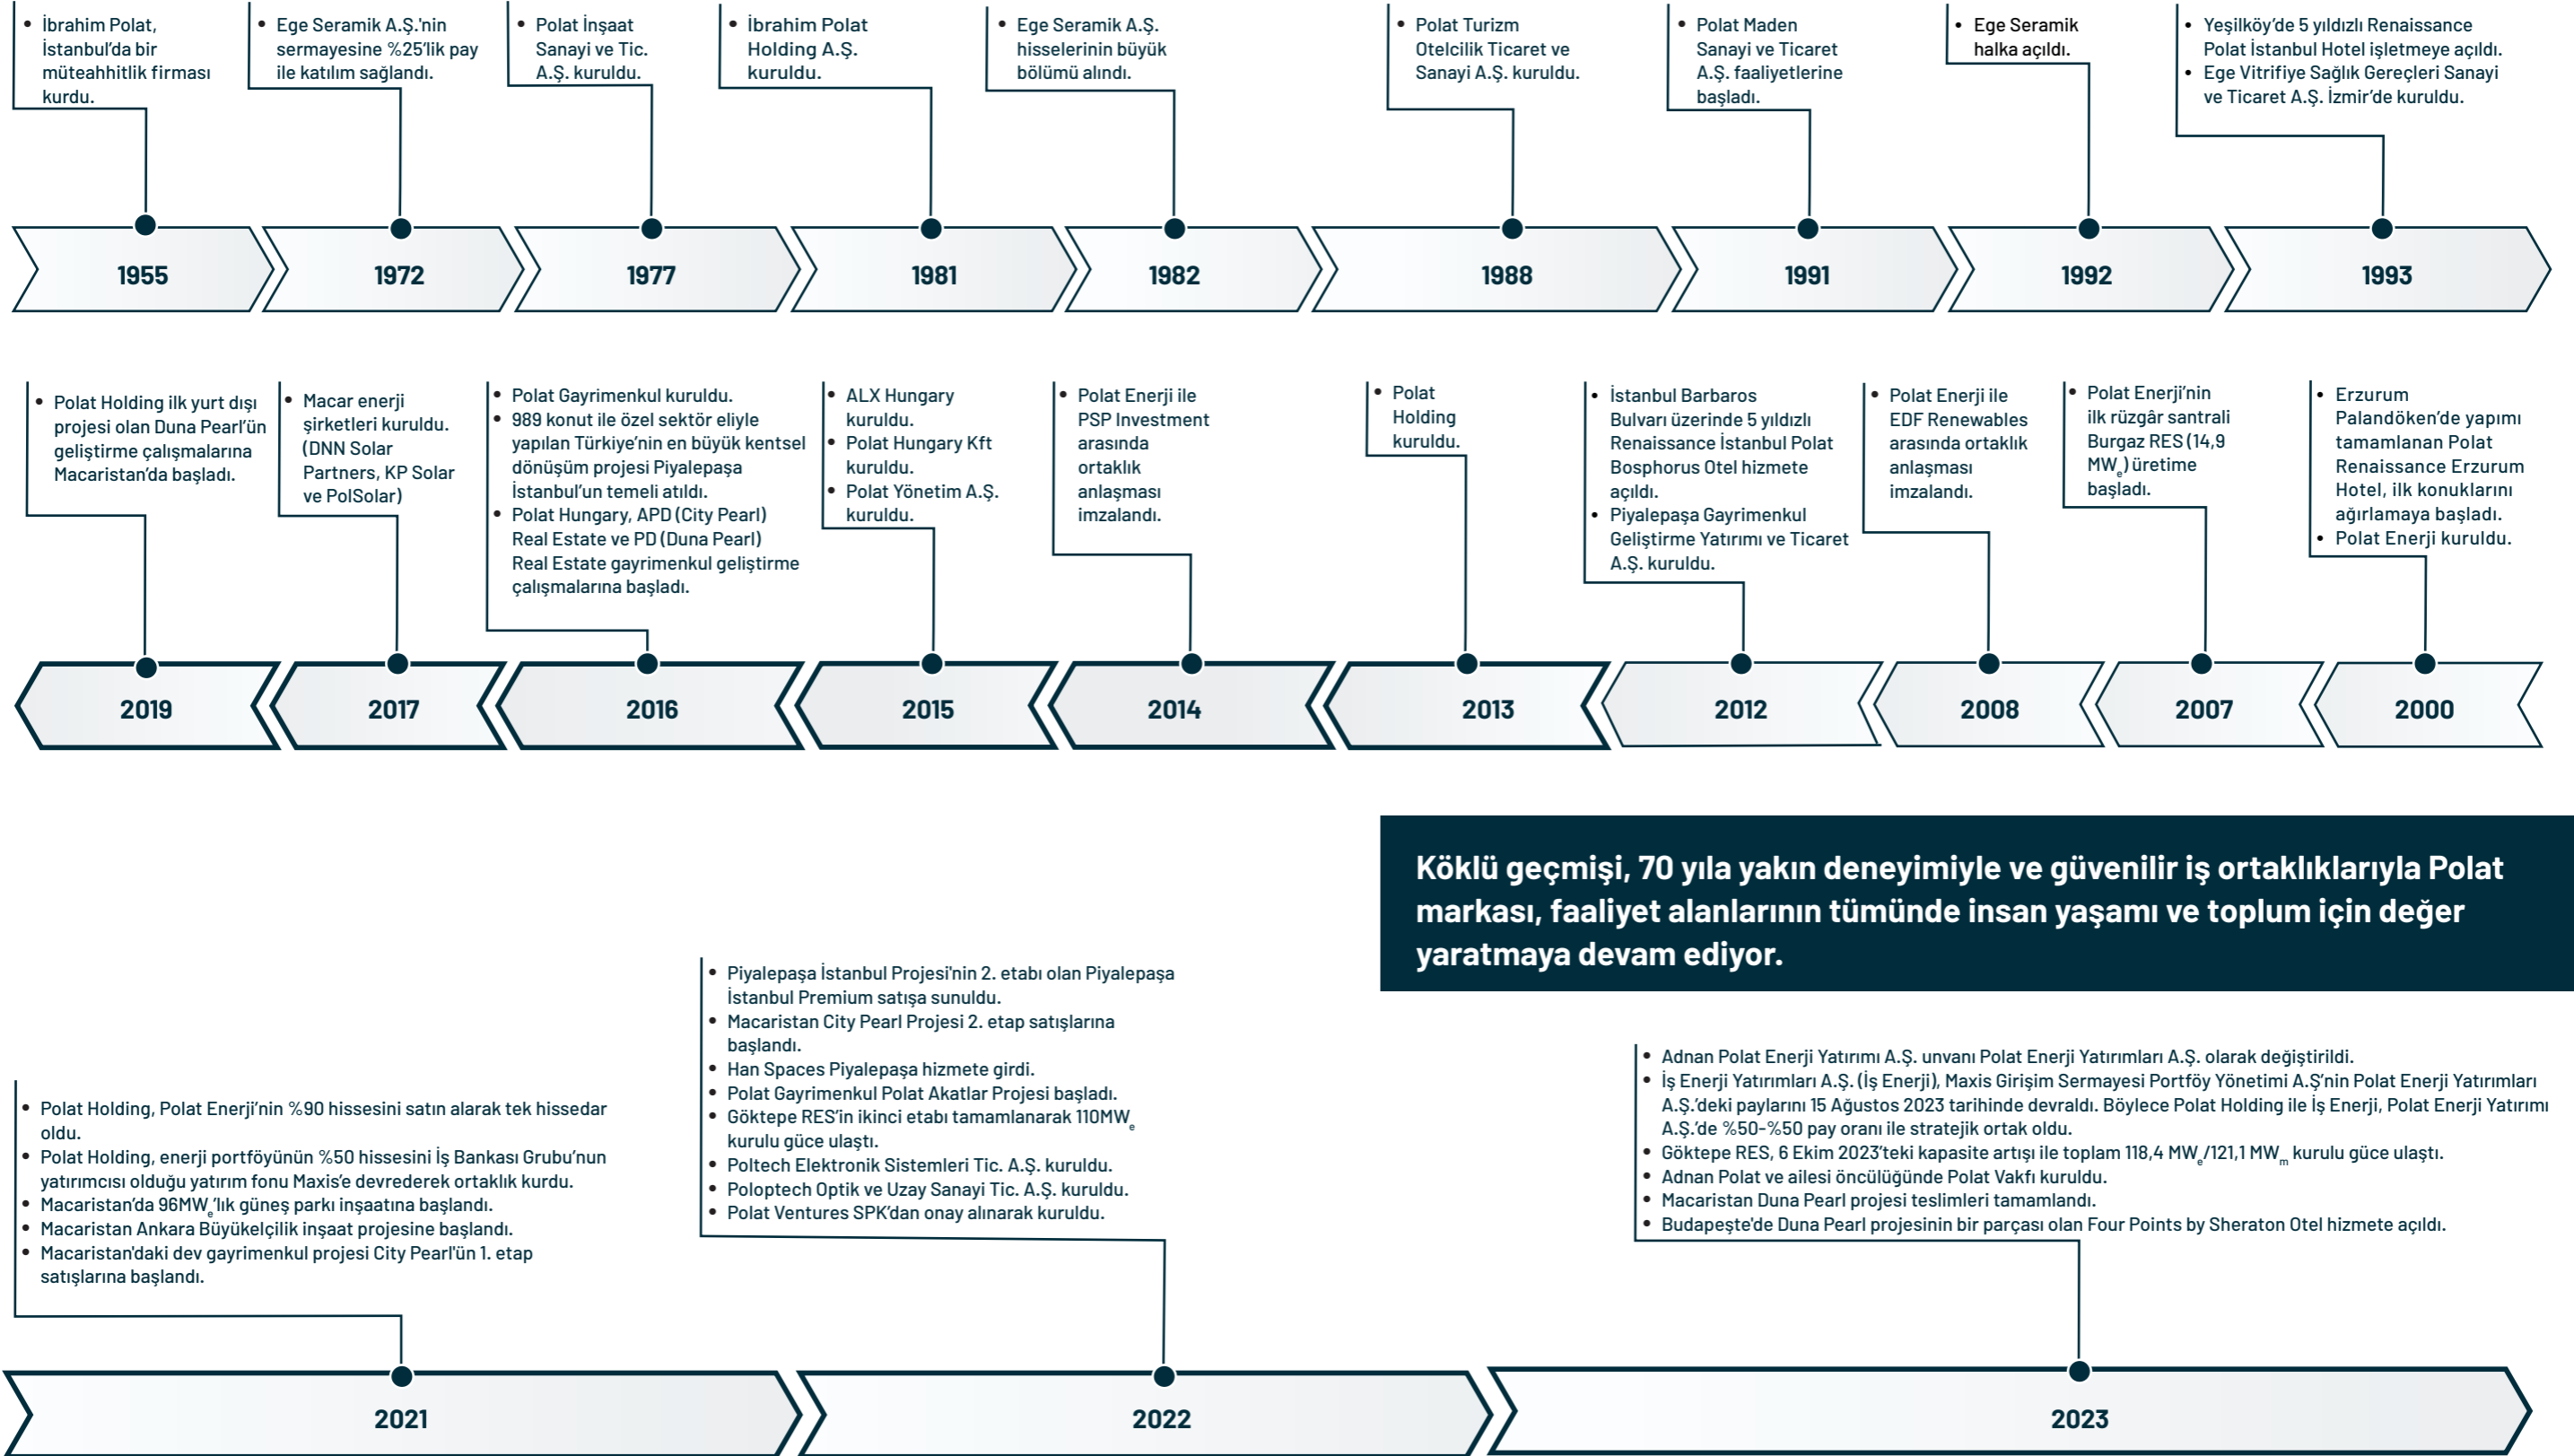 • İbrahim Polat,
İstanbul’da bir
müteahhitlik firması
kurdu.
• Ege Seramik A.Ş.'nin
sermayesine %25’lik pay
ile katılım sağlandı.
• Polat İnşaat
Sanayi ve Tic.
A.Ş. kuruldu.
• İbrahim Polat
Holding A.Ş.
kuruldu.
• Ege Seramik A.Ş.
hisselerinin büyük
bölümü alındı.
• Polat Turizm
Otelcilik Ticaret ve
Sanayi A.Ş. kuruldu.
• Polat Maden
Sanayi ve Ticaret
A.Ş. faaliyetlerine
başladı.
• Ege Seramik
halka açıldı.
• Yeşilköy’de 5 yıldızlı Renaissance
Polat İstanbul Hotel işletmeye açıldı.
• Ege Vitrifiye Sağlık Gereçleri Sanayi
ve Ticaret A.Ş. İzmir’de kuruldu.
1955
1972
1977
1981
1982
1988
1991
1992
1993
• Polat Holding ilk yurt dışı
projesi olan Duna Pearl’ün
geliştirme çalışmalarına
Macaristan’da başladı.
• Macar enerji
şirketleri kuruldu.
(DNN Solar
Partners, KP Solar
ve PolSolar)
• Polat Gayrimenkul kuruldu.
• 989 konut ile özel sektör eliyle
yapılan Türkiye’nin en büyük kentsel
dönüşüm projesi Piyalepaşa
İstanbul’un temeli atıldı.
• Polat Hungary, APD (City Pearl)
Real Estate ve PD (Duna Pearl)
Real Estate gayrimenkul geliştirme
çalışmalarına başladı.
• ALX Hungary
kuruldu.
• Polat Hungary Kft
kuruldu.
• Polat Yönetim A.Ş.
kuruldu.
• Polat Enerji ile
PSP Investment
arasında
ortaklık
anlaşması
imzalandı.
• Polat
Holding
kuruldu.
• İstanbul Barbaros
Bulvarı üzerinde 5 yıldızlı
Renaissance İstanbul Polat
Bosphorus Otel hizmete
açıldı.
• Piyalepaşa Gayrimenkul
Geliştirme Yatırımı ve Ticaret
A.Ş. kuruldu.
• Polat Enerji ile
EDF Renewables
arasında ortaklık
anlaşması
imzalandı.
• Polat Enerji’nin
ilk rüzgâr santrali
Burgaz RES (14,9
MWe) üretime
başladı.
• Erzurum
Palandöken’de yapımı
tamamlanan Polat
Renaissance Erzurum
Hotel, ilk konuklarını
ağırlamaya başladı.
• Polat Enerji kuruldu.
2019
2017
2016
2015
2014
2013
2012
2008
2007
2000
Köklü geçmişi, 70 yıla yakın deneyimiyle ve güvenilir iş ortaklıklarıyla Polat
markası, faaliyet alanlarının tümünde insan yaşamı ve toplum için değer
yaratmaya devam ediyor.
• Polat Holding, Polat Enerji’nin %90 hissesini satın alarak tek hissedar
oldu.
• Polat Holding, enerji portföyünün %50 hissesini İş Bankası Grubu’nun
yatırımcısı olduğu yatırım fonu Maxis’e devrederek ortaklık kurdu.
• Macaristan’da 96MWe’lık güneş parkı inşaatına başlandı.
• Macaristan Ankara Büyükelçilik inşaat projesine başlandı.
• Macaristan'daki dev gayrimenkul projesi City Pearl'ün 1. etap
satışlarına başlandı.
• Piyalepaşa İstanbul Projesi'nin 2. etabı olan Piyalepaşa
İstanbul Premium satışa sunuldu.
• Macaristan City Pearl Projesi 2. etap satışlarına
başlandı.
• Han Spaces Piyalepaşa hizmete girdi.
• Polat Gayrimenkul Polat Akatlar Projesi başladı.
• Göktepe RES’in ikinci etabı tamamlanarak 110MWe
kurulu güce ulaştı.
• Poltech Elektronik Sistemleri Tic. A.Ş. kuruldu.
• Poloptech Optik ve Uzay Sanayi Tic. A.Ş. kuruldu.
• Polat Ventures SPK’dan onay alınarak kuruldu.
• Adnan Polat Enerji Yatırımı A.Ş. unvanı Polat Enerji Yatırımları A.Ş. olarak değiştirildi.
• İş Enerji Yatırımları A.Ş. (İş Enerji), Maxis Girişim Sermayesi Portföy Yönetimi A.Ş’nin Polat Enerji Yatırımları
A.Ş.’deki paylarını 15 Ağustos 2023 tarihinde devraldı. Böylece Polat Holding ile İş Enerji, Polat Enerji Yatırımı
A.Ş.’de %50-%50 pay oranı ile stratejik ortak oldu.
• Göktepe RES, 6 Ekim 2023’teki kapasite artışı ile toplam 118,4 MWe/121,1 MWm kurulu güce ulaştı.
• Adnan Polat ve ailesi öncülüğünde Polat Vakfı kuruldu.
• Macaristan Duna Pearl projesi teslimleri tamamlandı.
• Budapeşte'de Duna Pearl projesinin bir parçası olan Four Points by Sheraton Otel hizmete açıldı.
2021
2022
2023